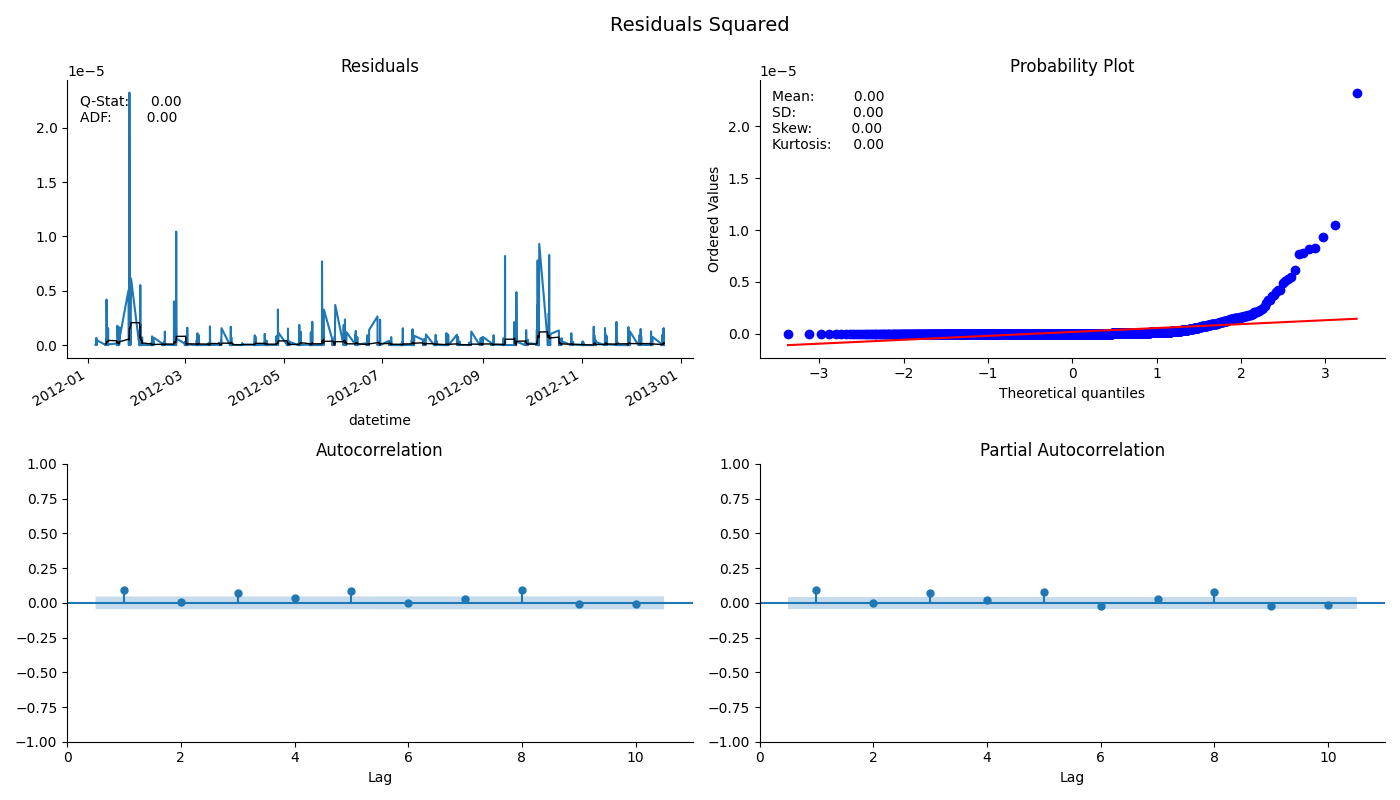 Residuals Squared
Residuals
1e−5
Q-Stat: 0.00
ADF: 0.00
2.0
1.5
1.0
0.5
0.0
2012-01
2012-03
2012-05
2012-07
2012-09
2012-11
2013-01
datetime
Probability Plot
1e−5
Mean: 0.00
SD: 0.00
Skew: 0.00
Kurtosis: 0.00
Ordered Values
2.0
1.5
1.0
0.5
0.0
−3 −2 −1 0 1 2 3
Theoretical quantiles
Autocorrelation
1.00
0.75
0.50
0.25
0.00
−0.25
−0.50
−0.75
−1.00
0 2 4 6 8 10
Lag
Partial Autocorrelation
1.00
0.75
0.50
0.25
0.00
−0.25
−0.50
−0.75
−1.00
0 2 4 6 8 10
Lag